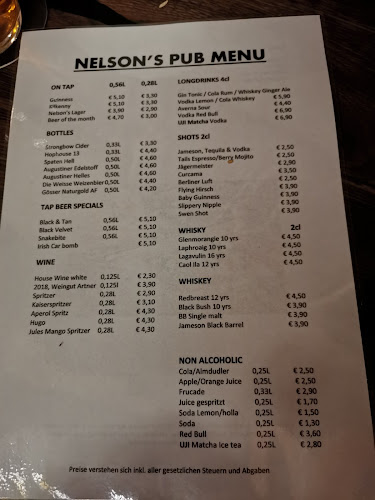 NELSON'S PUB MENU
ON TAP 0,56L 0,28L
Guinness € 5,10 € 3,30
Kilkenny € 5,10 € 3,30
Nelson's Lager € 3,90 € 2,90
Beer of the month € 4,70 € 3,00
BOTTLES
Strongbow Cider 0,33L € 3,30
Hophouse 13 0,33L € 4,40
Spaten Hell 0,50L € 4,60
Augustiner Edelstoff 0,50L € 4,60
Augustiner Helles 0,50L € 4,60
Die Weisse Weizenbier 0,50L € 4,60
Gösser Naturgold AF 0,50L € 4,20
TAP BEER SPECIALS
Black & Tan 0,56L € 5,10
Black Velvet 0,56L € 5,10
Snakebite 0,56L € 5,10
Irish Car bomb € 5,10
WINE
House Wine white 0,125L € 2,30
2018, Weingut Artner 0,125l € 3,90
Spritzer 0,28L € 2,90
Kaiserspritzer 0,28L € 3,10
Aperol Spritz 0,28L € 4,30
Hugo 0,28L € 4,30
Jules Mango Spritzer 0,28L € 4,30
LONGDRINKS 4cl
Gin Tonic / Cola Rum / Whiskey Ginger Ale
Vodka Lemon / Cola Whiskey € 5,90
Averna Sour € 4,40
Vodka Red Bull € 6,90
UJI Matcha Vodka € 6,90
SHOTS 2cl
Jameson, Tequila & Vodka € 2,50
Talls Espresso/Berry Mojito € 2,50
Jägermeister € 2,90
Curcama € 3,50
Berliner Luft € 2,50
Flying Hirsch € 3,90
Baby Guinness € 3,90
Slippery Nipple € 3,90
Swen Shot € 3,90
WHISKY 2cl
Glenmorangie 10 yrs € 4,50
Laphroaig 10 yrs € 4,50
Lagavulin 16 yrs € 4,50
Caol Ila 12 yrs € 4,50
WHISKEY
Redbreast 12 yrs € 4,50
Black Bush 10 yrs € 3,90
BB Single malt € 3,90
Jameson Black Barrel € 3,90
NON ALCOHOLIC
Cola/Almdudler 0,25L € 2,50
Apple/Orange Juice 0,25L € 2,50
Frucade 0,33L € 2,90
Juice gespritzt 0,25L € 1,70
Soda Lemon/holla 0,25L € 1,50
Soda 0,25L € 1,30
Red Bull 0,25L € 3,60
UJI Matcha Ice tea 0,25L € 2,80
Preise verstehen sich inkl. aller gesetzlichen Steuern und Abgaben